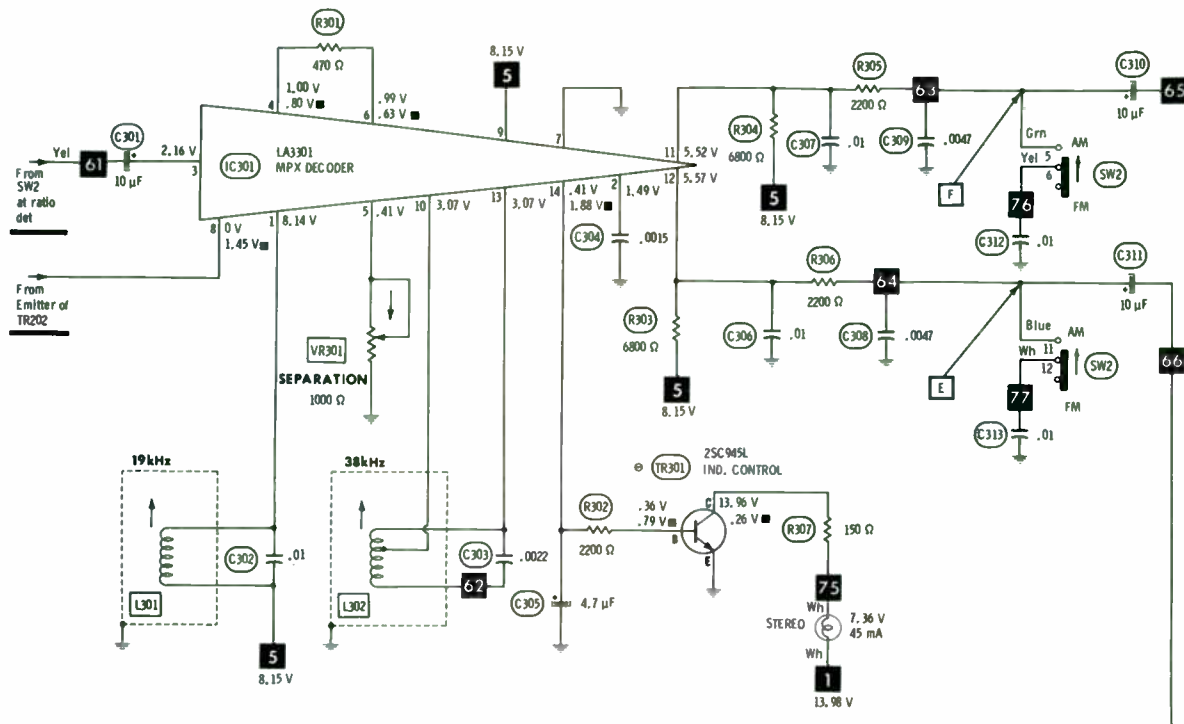 R301
470 Ω
8.15 V
5
4
1.00 V
.80 V ■
6
.99 V
.63 V ■
9
7
C301
Yel
61
10 µF
2.16 V
3
IC301
LA3301
MPX DECODER
From
SW2
at ratio
det
8
0 V
1.45 V ■
1
8.14 V
5
.41 V
10
3.07 V
13
3.07 V
14
.41 V
1.88 V ■
2
1.49 V
C304
.0015
11
5.52 V
12
5.57 V
From
Emitter of
TR202
R304
6800 Ω
5
8.15 V
C307
.01
R305
2200 Ω
63
C309
.0047
C310
10 µF
65
F
Grn
AM
Yel
5
6
SW2
FM
76
C312
.01
R303
6800 Ω
5
8.15 V
C306
.01
R306
2200 Ω
64
C308
.0047
C311
10 µF
66
E
Blue
AM
Wh
11
12
SW2
FM
77
C313
.01
VR301
SEPARATION
1000 Ω
19kHz
L301
C302
.01
5
8.15 V
38kHz
L302
C303
.0022
62
C305
4.7 µF
R302
2200 Ω
2SC945L
⊖ TR301 IND. CONTROL
.36 V
.79 V ■
B
C
E
13.96 V
.26 V ■
R307
150 Ω
75
Wh
STEREO
7.36 V
45 mA
Wh
1
13.98 V